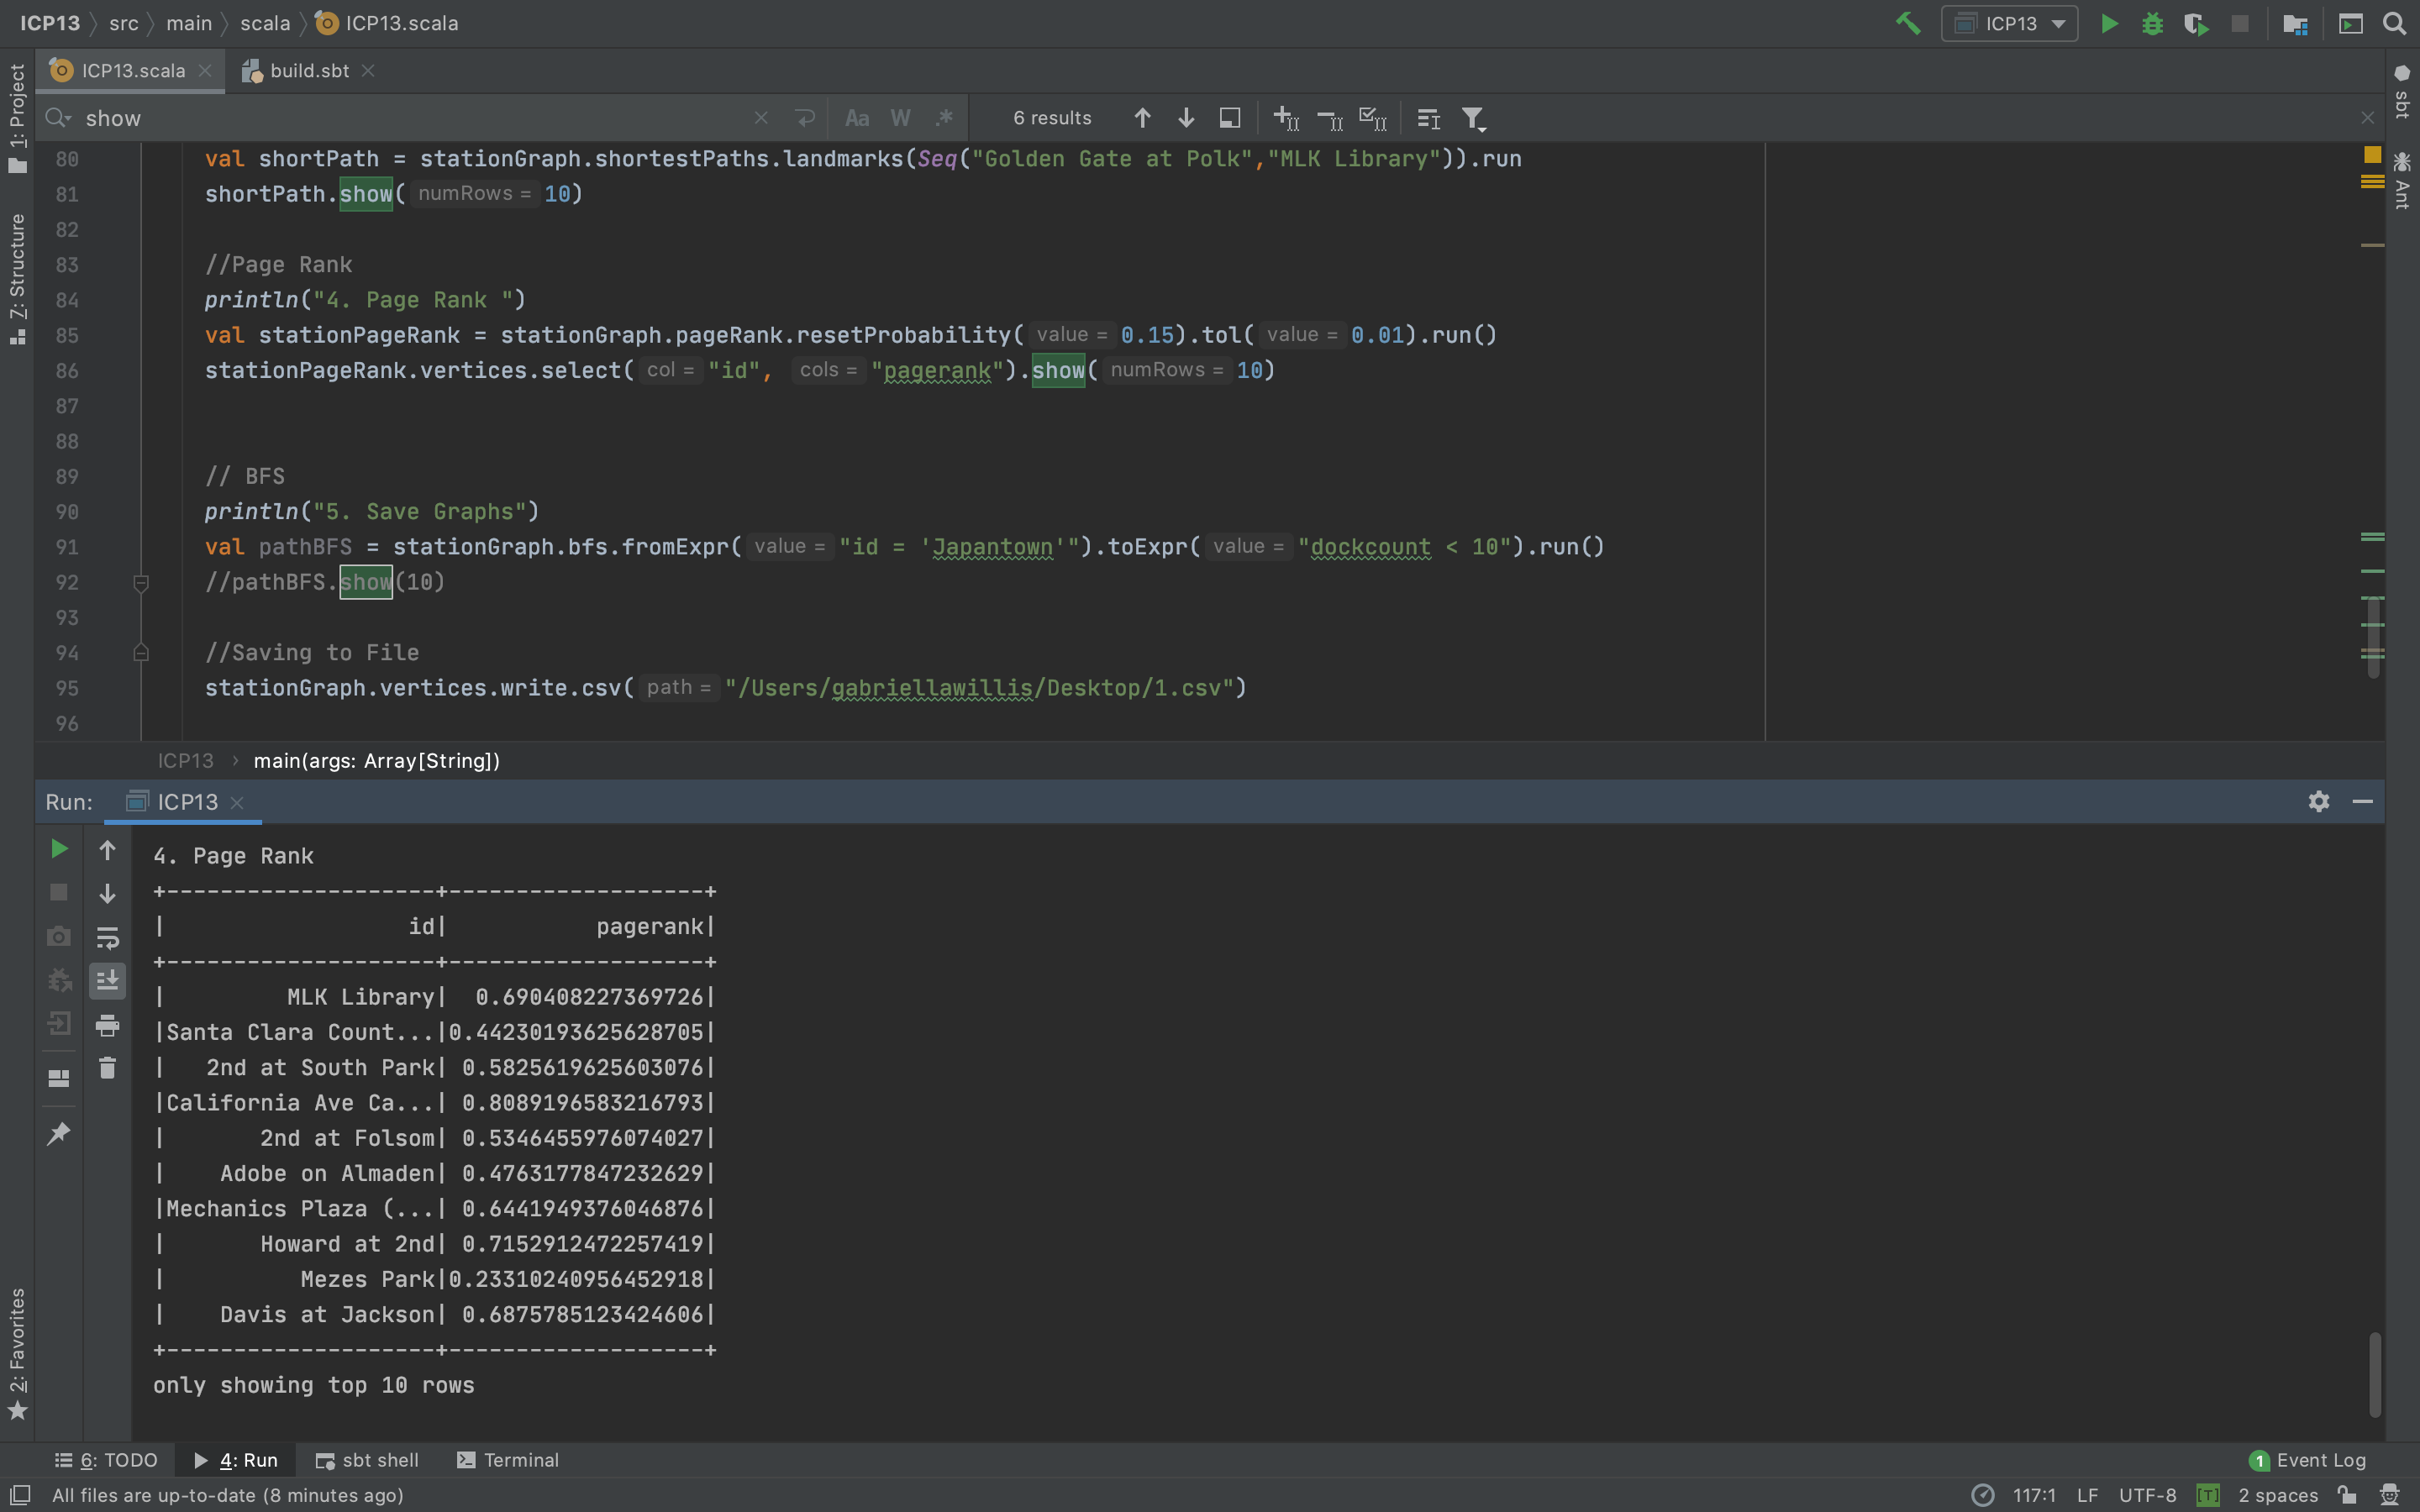 ICP13 src main scala ICP13.scala
ICP13
ICP13.scala build.sbt
show
Aa W .*
6 results
1: Project
7: Structure
2: Favorites
sbt
Ant
80 val shortPath = stationGraph.shortestPaths.landmarks(Seq("Golden Gate at Polk","MLK Library")).run
81 shortPath.show( numRows = 10)
82
83 //Page Rank
84 println("4. Page Rank ")
85 val stationPageRank = stationGraph.pageRank.resetProbability( value = 0.15).tol( value = 0.01).run()
86 stationPageRank.vertices.select( col = "id", cols = "pagerank").show( numRows = 10)
87
88
89 // BFS
90 println("5. Save Graphs")
91 val pathBFS = stationGraph.bfs.fromExpr( value = "id = 'Japantown'").toExpr( value = "dockcount < 10").run()
92 //pathBFS.show(10)
93
94 //Saving to File
95 stationGraph.vertices.write.csv( path = "/Users/gabriellawillis/Desktop/1.csv")
96
ICP13 › main(args: Array[String])
Run: ICP13
4. Page Rank
+--------------------+-------------------+
|                  id|           pagerank|
+--------------------+-------------------+
|         MLK Library|  0.690408227369726|
|Santa Clara Count...|0.44230193625628705|
|   2nd at South Park| 0.5825619625603076|
|California Ave Ca...| 0.8089196583216793|
|       2nd at Folsom| 0.5346455976074027|
|    Adobe on Almaden| 0.4763177847232629|
|Mechanics Plaza (...| 0.6441949376046876|
|       Howard at 2nd| 0.7152912472257419|
|          Mezes Park|0.23310240956452918|
|    Davis at Jackson| 0.6875785123424606|
+--------------------+-------------------+
only showing top 10 rows
6: TODO 4: Run sbt shell Terminal
1 Event Log
All files are up-to-date (8 minutes ago)
117:1 LF UTF-8 [T] 2 spaces